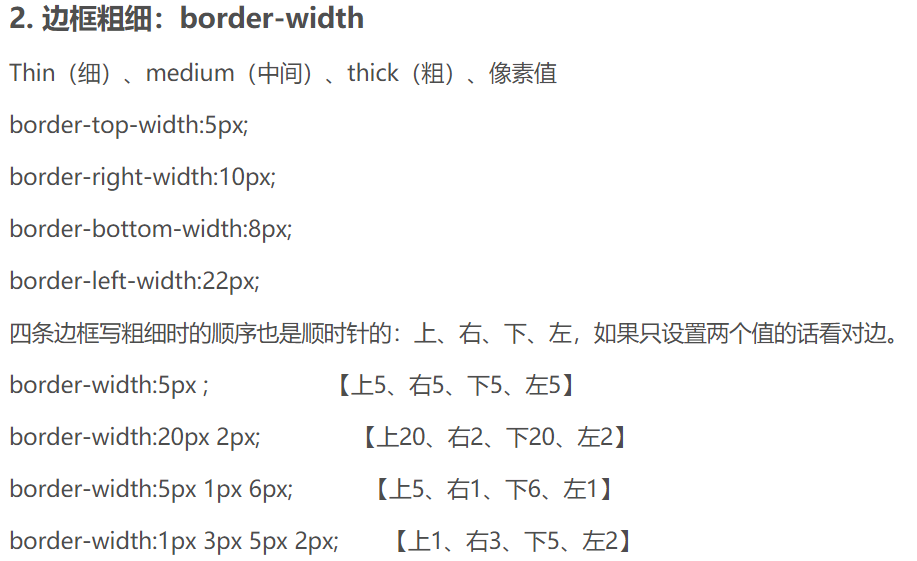 2. 边框粗细：border-width
Thin（细）、medium（中间）、thick（粗）、像素值
border-top-width:5px;
border-right-width:10px;
border-bottom-width:8px;
border-left-width:22px;
四条边框写粗细时的顺序也是顺时针的：上、右、下、左，如果只设置两个值的话看对边。
border-width:5px ; 【上5、右5、下5、左5】
border-width:20px 2px; 【上20、右2、下20、左2】
border-width:5px 1px 6px; 【上5、右1、下6、左1】
border-width:1px 3px 5px 2px; 【上1、右3、下5、左2】